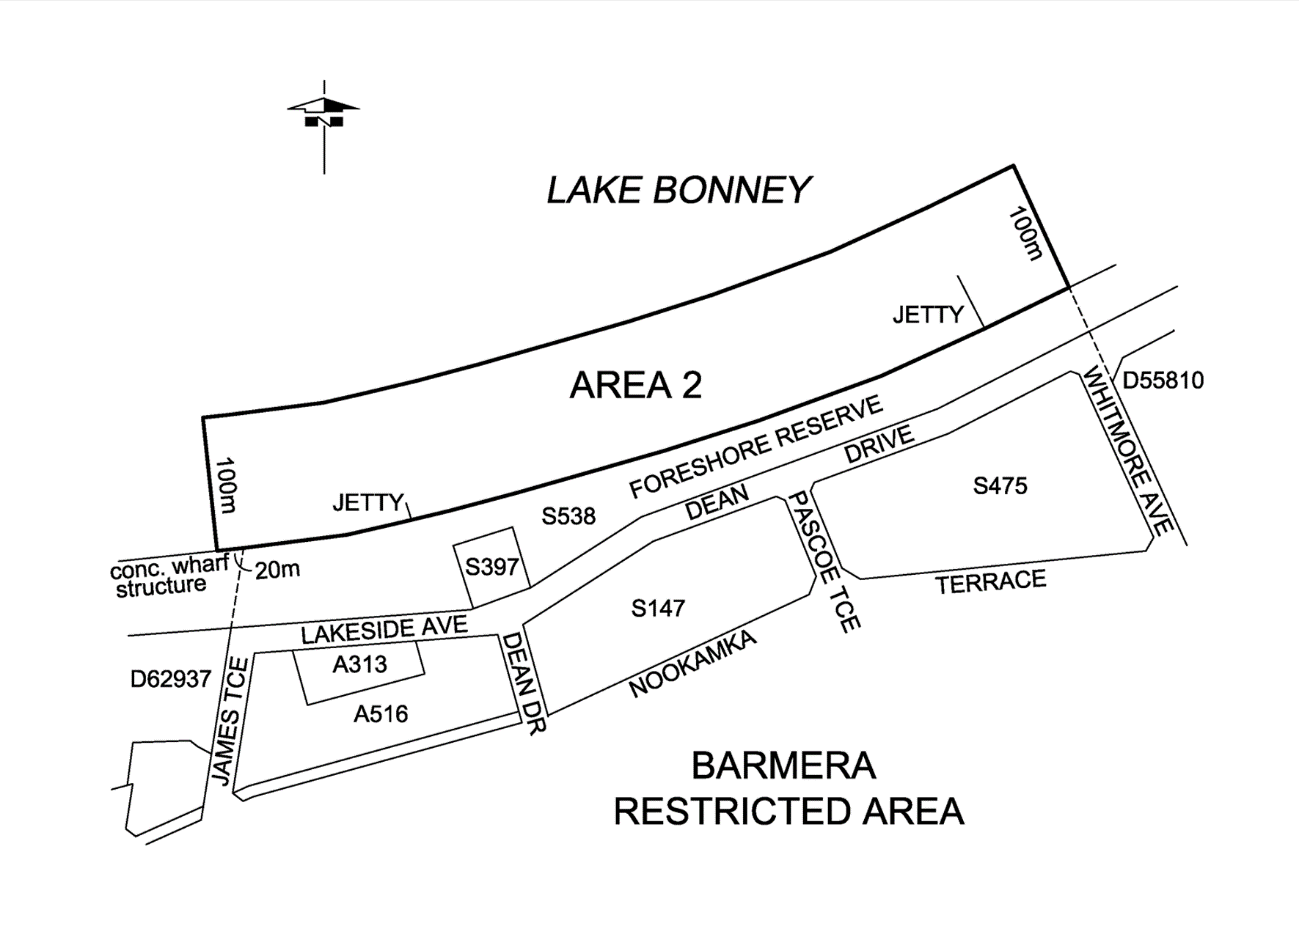 N
LAKE BONNEY
100m
JETTY
AREA 2
D55810
WHITMORE AVE
FORESHORE RESERVE
DRIVE
DEAN
100m
JETTY
S538
S475
PASCOE TCE
conc. wharf
structure
20m
S397
TERRACE
S147
LAKESIDE AVE
A313
DEAN DR
NOOKAMKA
D62937
JAMES TCE
A516
BARMERA
RESTRICTED AREA